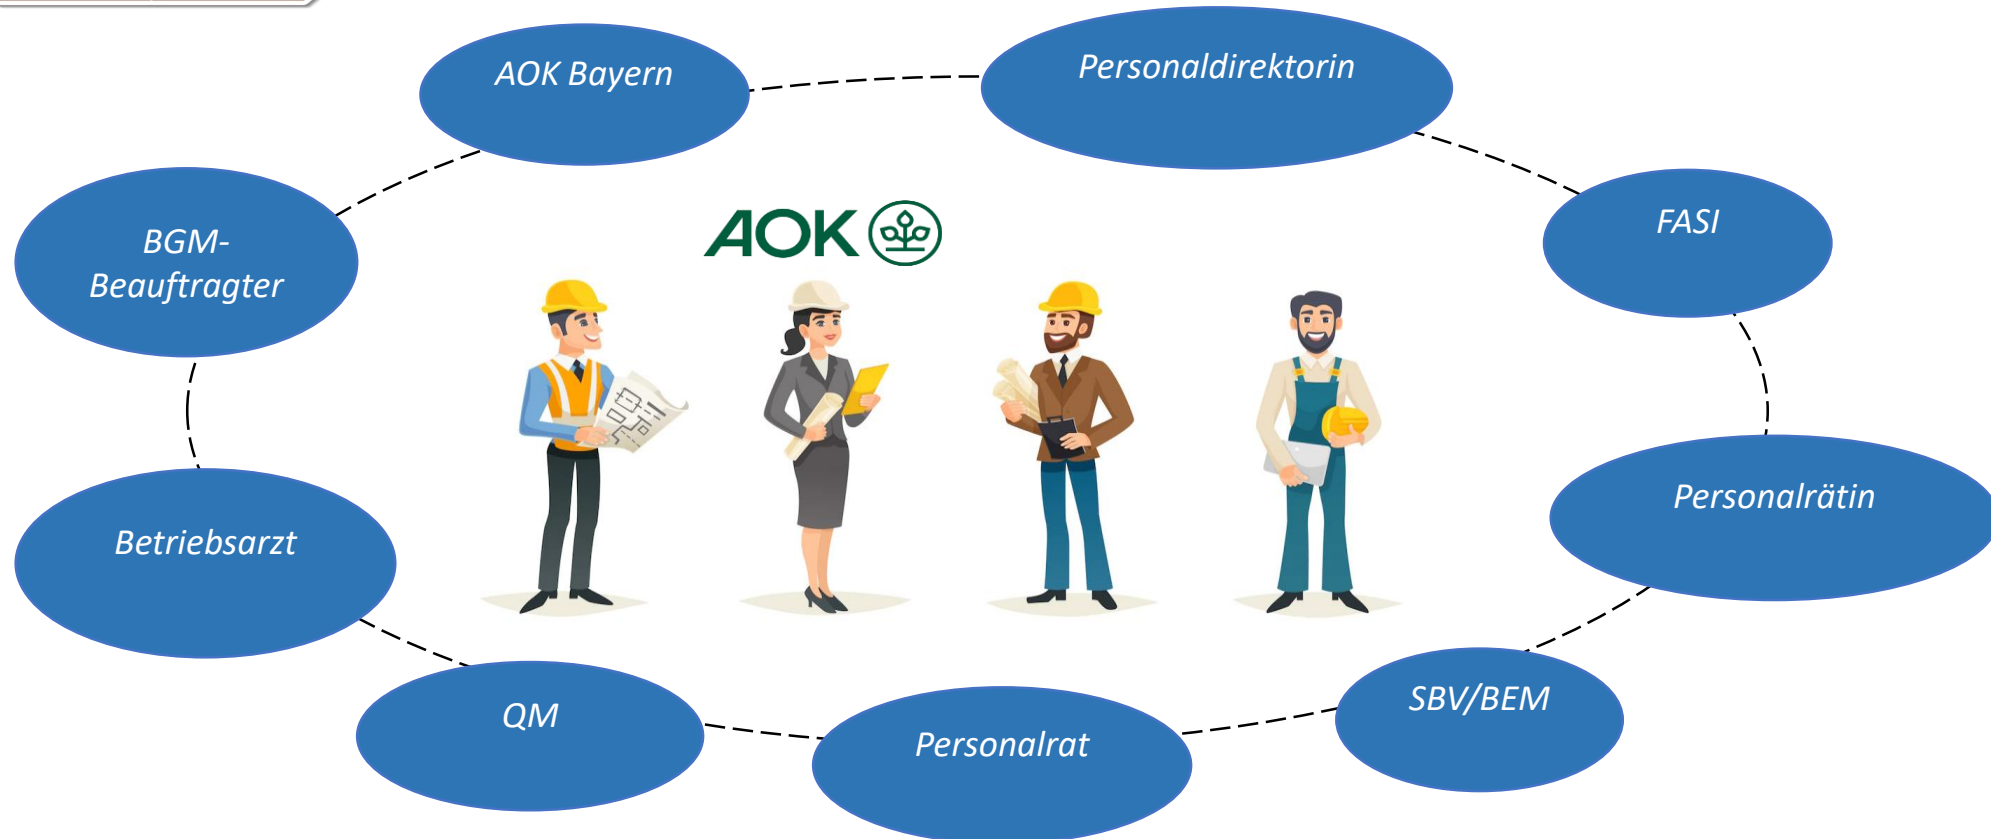 AOK Bayern
Personaldirektorin
FASI
BGM-
Beauftragter
AOK
Personalrätin
Betriebsarzt
SBV/BEM
QM
Personalrat